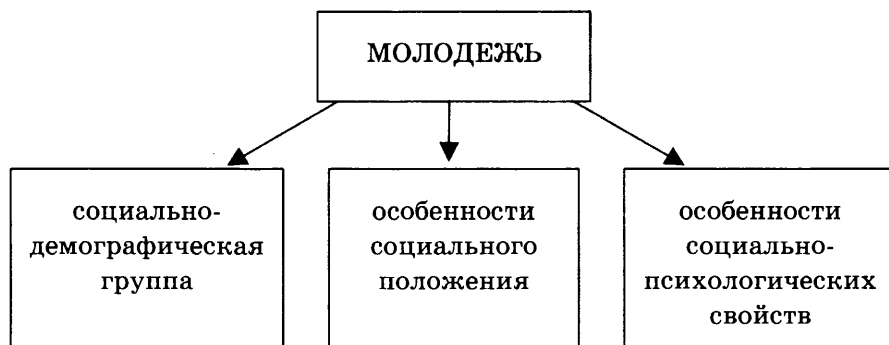 МОЛОДЕЖЬ
социально-
демографическая
группа
особенности
социального
положения
особенности
социально-
психологических
свойств